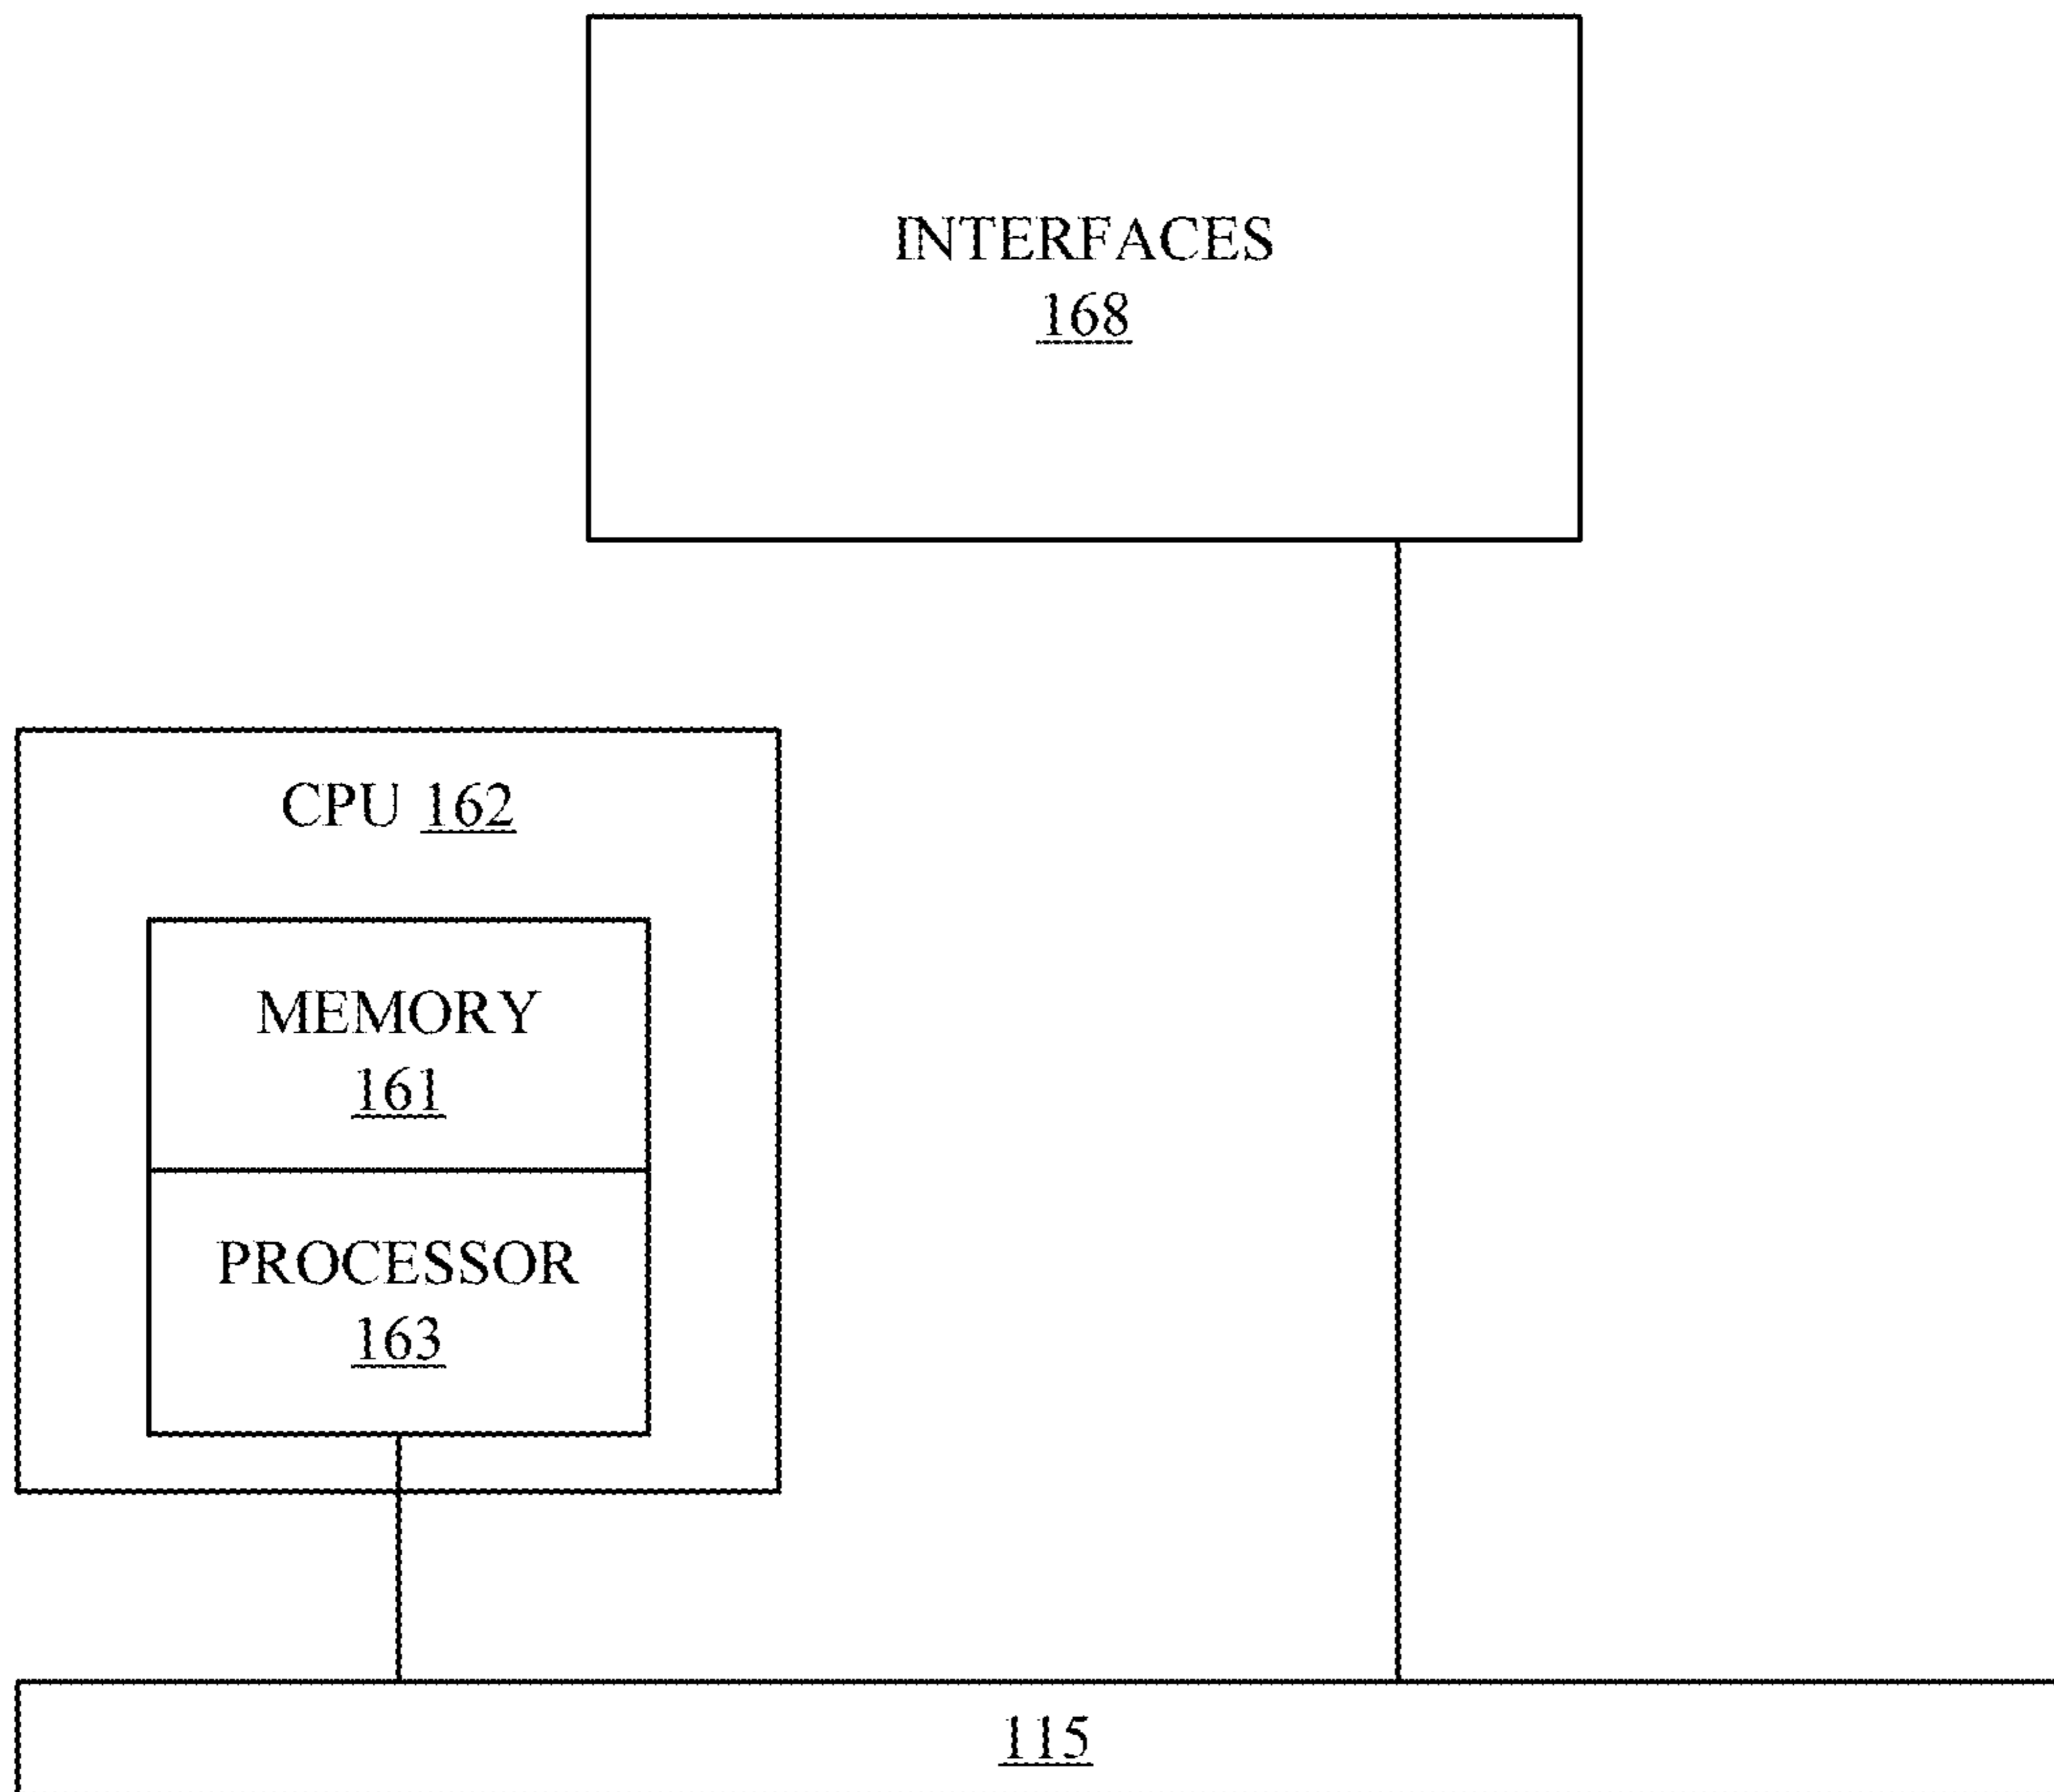 INTERFACES
168
CPU 162
MEMORY
161
PROCESSOR
163
115